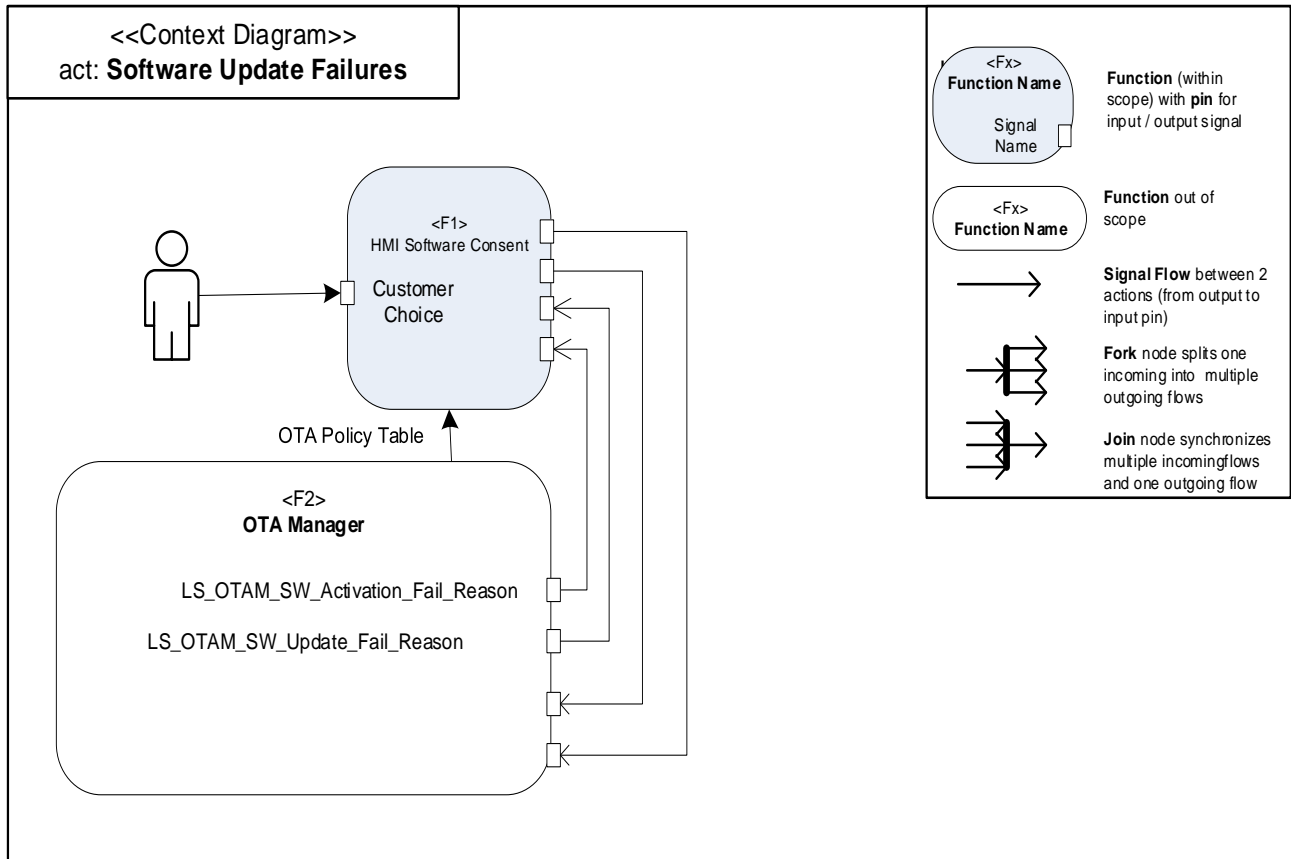 <<Context Diagram>>
act: Software Update Failures
<F1>
HMI Software Consent
Customer
Choice
OTA Policy Table
<F2>
OTA Manager
LS_OTAM_SW_Activation_Fail_Reason
LS_OTAM_SW_Update_Fail_Reason
<Fx>
Function Name
Signal
Name
Function (within
scope) with pin for
input / output signal
<Fx>
Function Name
Function out of
scope
Signal Flow between 2
actions (from output to
input pin)
Fork node splits one
incoming into multiple
outgoing flows
Join node synchronizes
multiple incomingflows
and one outgoing flow